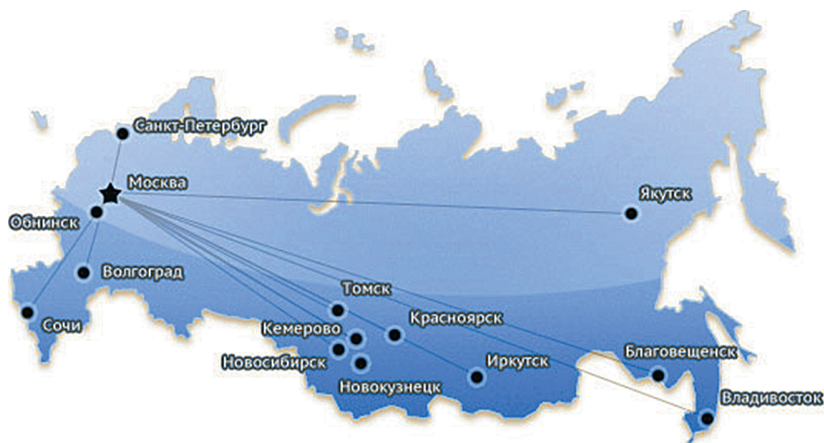 Санкт-Петербург
Москва
Якутск
Обнинск
Волгоград
Томск
Сочи
Кемерово
Красноярск
Новосибирск
Иркутск
Благовещенск
Новокузнецк
Владивосток